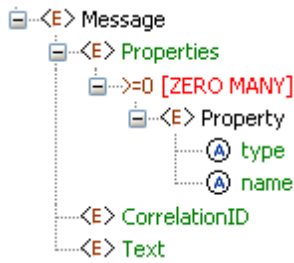 <E> Message
<E> Properties
>=0 [ZERO MANY]
<E> Property
A type
A name
<E> CorrelationID
<E> Text